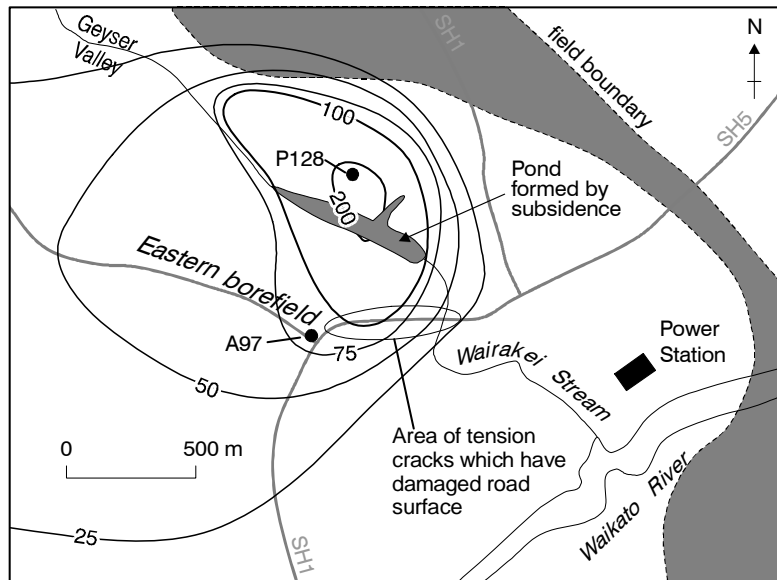 Geyser
Valley
SH1
N
field boundary
SH5
100
P128
200
Pond
formed by
subsidence
Eastern borefield
A97
75
50
Power
Station
Wairakei Stream
0 500 m
Area of tension
cracks which have
damaged road
surface
Waikato River
25
SH1